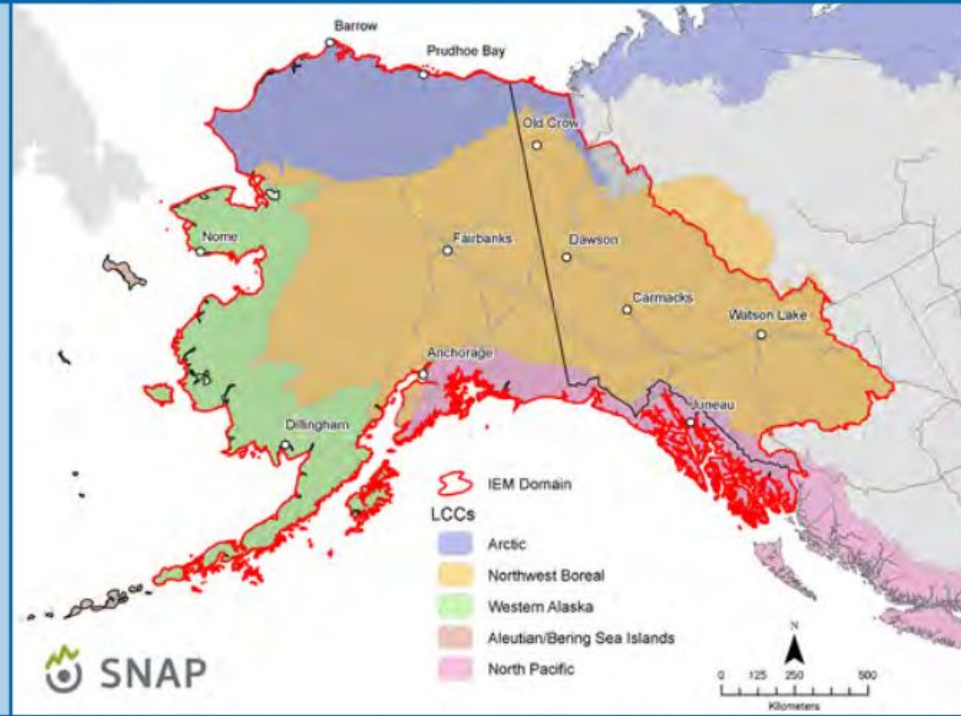 Barrow
Prudhoe Bay
Old Crow
Nome
Fairbanks
Dawson
Carmacks
Watson Lake
Anchorage
Juneau
Dillingham
IEM Domain
LCCs
Arctic
Northwest Boreal
Western Alaska
Aleutian/Bering Sea Islands
North Pacific
SNAP
N
0 125 250 500
Kilometers